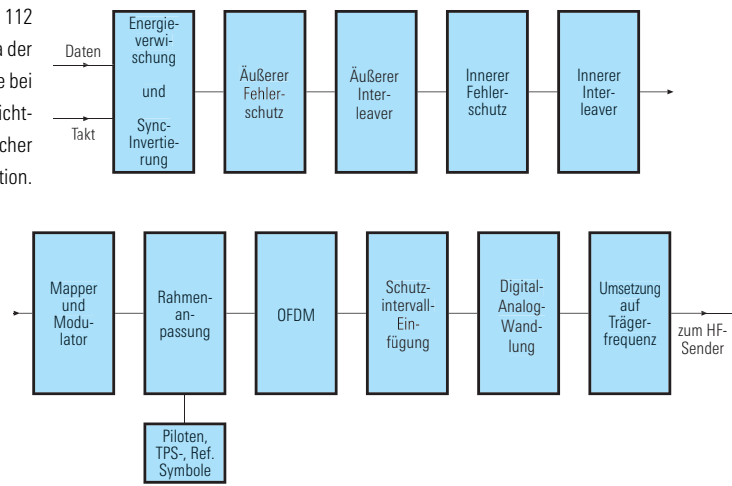 112
der
Daten
e bei
icht-
Takt
cher
tion.
Energie-
verwi-
schung
und
Sync-
Invertie-
rung
Äußerer
Fehler-
schutz
Äußerer
Inter-
leaver
Innerer
Fehler-
schutz
Innerer
Inter-
leaver
Mapper
und
Modu-
lator
Rahmen-
an-
passung
OFDM
Schutz-
intervall-
Ein-
fügung
Digital-
Analog-
Wand-
lung
Umsetzung
auf
Träger-
frequenz
zum HF-
Sender
Piloten,
TPS-, Ref.
Symbole